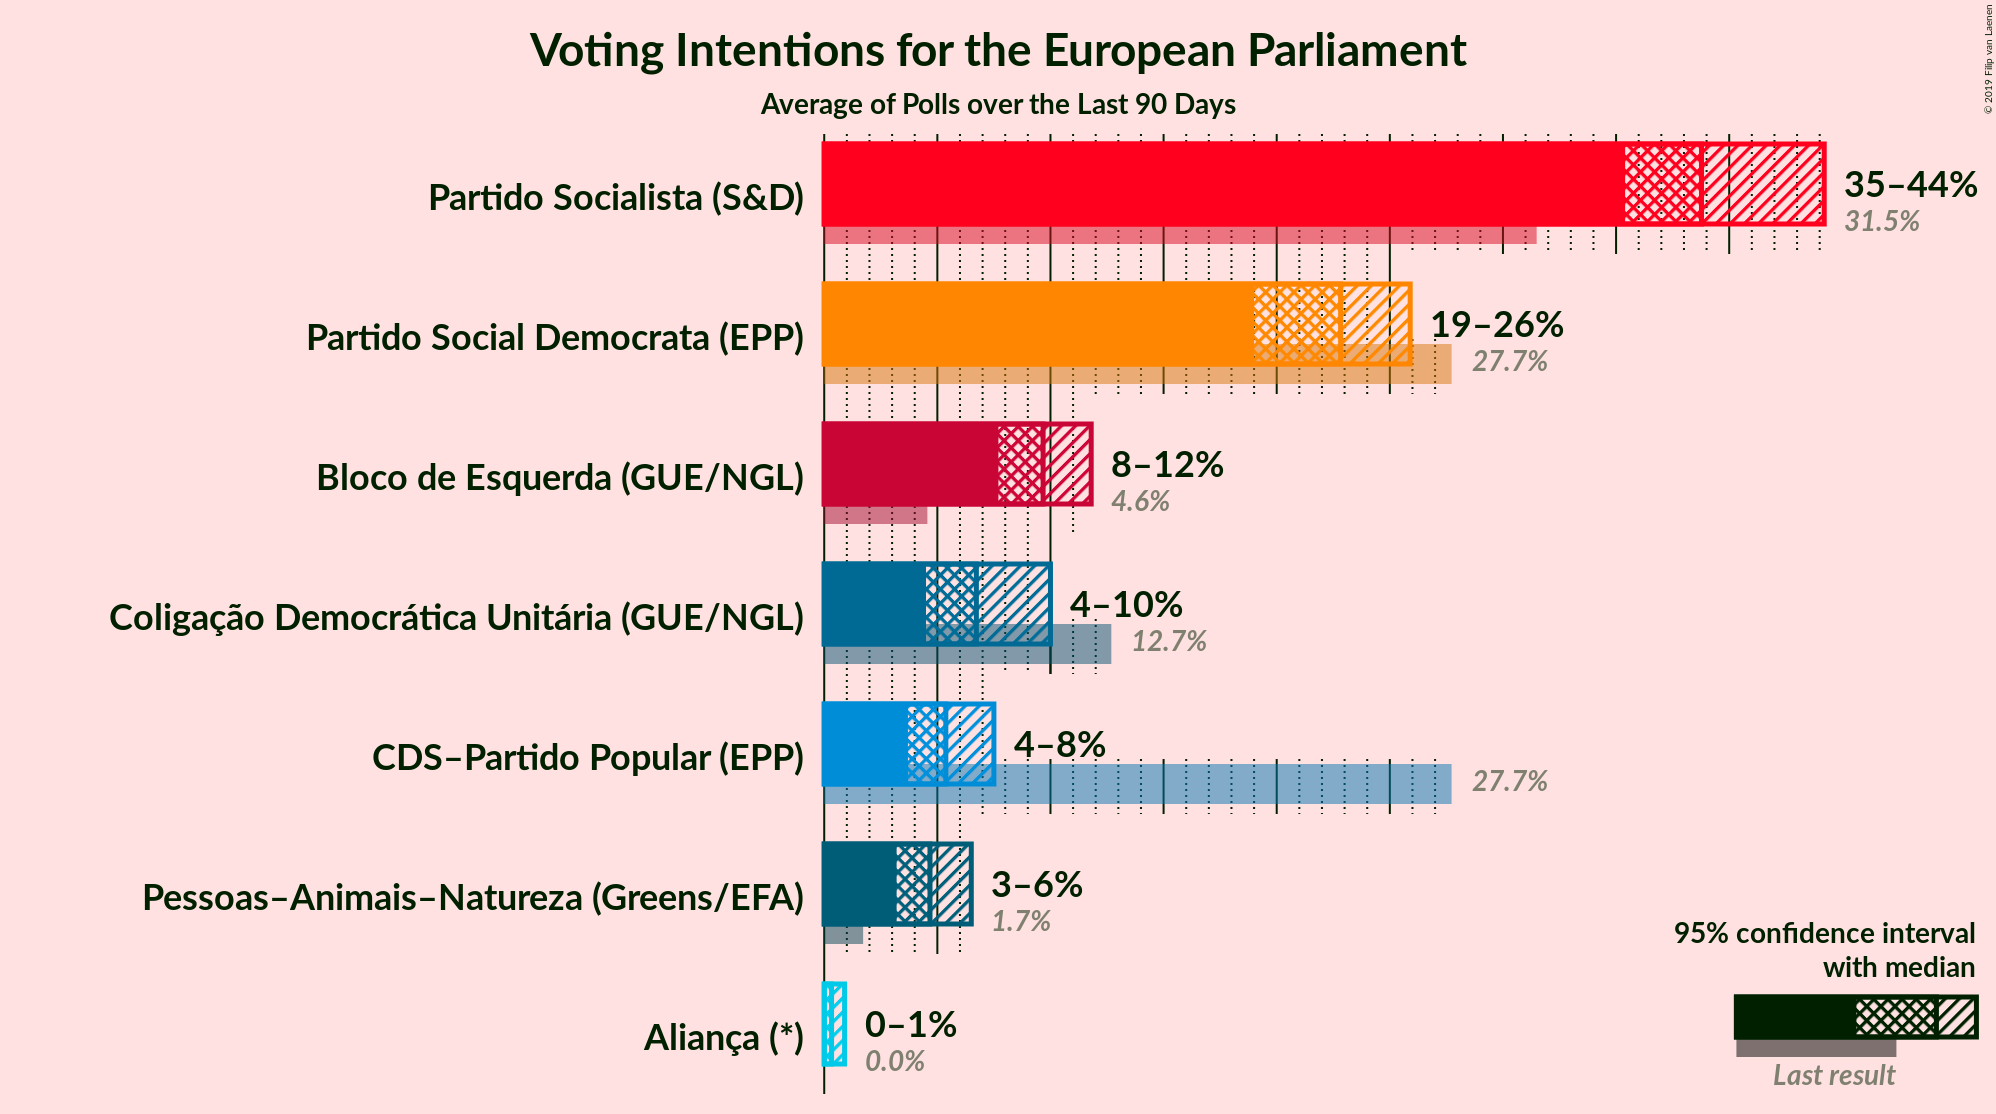 Voting Intentions for the European Parliament
Average of Polls over the Last 90 Days
© 2019 Filip van Laenen
Partido Socialista (S&D)
35–44%
31.5%
Partido Social Democrata (EPP)
19–26%
27.7%
Bloco de Esquerda (GUE/NGL)
8–12%
4.6%
Coligação Democrática Unitária (GUE/NGL)
4–10%
12.7%
CDS–Partido Popular (EPP)
4–8%
27.7%
Pessoas–Animais–Natureza (Greens/EFA)
3–6%
1.7%
Aliança (*)
0–1%
0.0%
95% confidence interval
with median
Last result